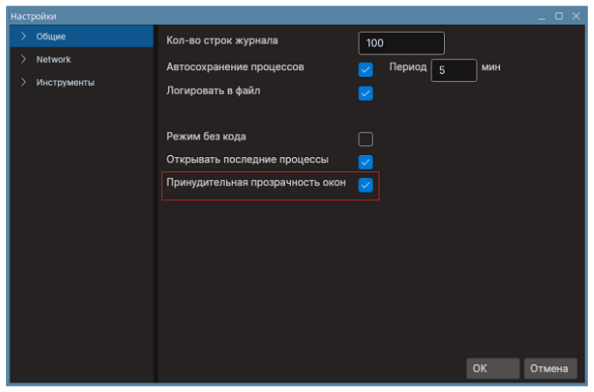 Настройки
Общие
Network
Инструменты
Кол-во строк журнала 100
Автосохранение процессов Период 5 мин
Логировать в файл
Режим без кода
Открывать последние процессы
Принудительная прозрачность окон
OK Отмена